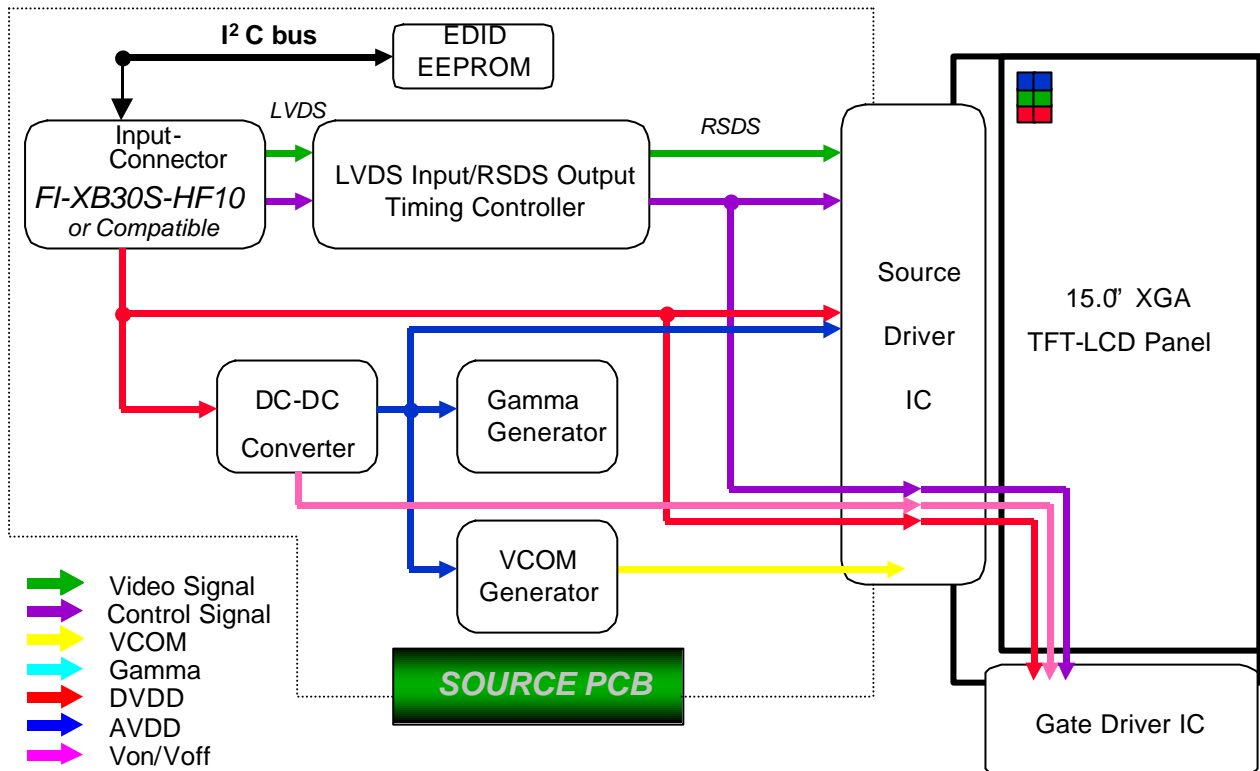 I² C bus
EDID
EEPROM
LVDS
RSDS
Input-
Connector
FI-XB30S-HF10
or Compatible
LVDS Input/RSDS Output
Timing Controller
Source
Driver
IC
15.0” XGA
TFT-LCD Panel
DC-DC
Converter
Gamma
Generator
VCOM
Generator
Video Signal
Control Signal
VCOM
Gamma
DVDD
AVDD
Von/Voff
SOURCE PCB
Gate Driver IC